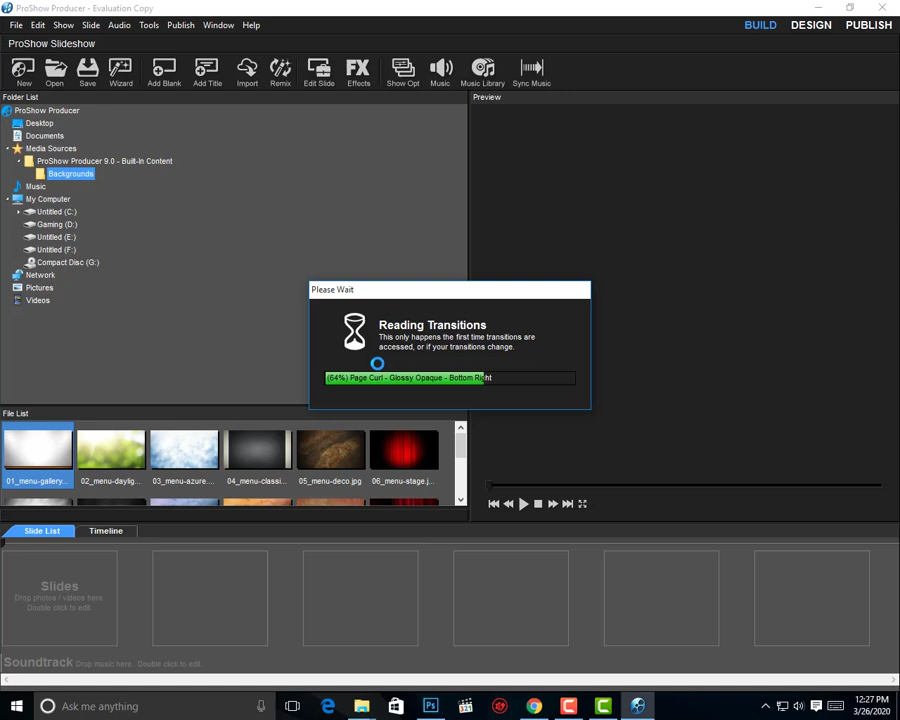 ProShow Producer - Evaluation Copy
File Edit Show Slide Audio Tools Publish Window Help
BUILD DESIGN PUBLISH
ProShow Slideshow
New Open Save Wizard Add Blank Add Title Import Remix Edit Slide FX Effects Show Opt Music Music Library Sync Music
Folder List
Preview
ProShow Producer
Desktop
Documents
Media Sources
ProShow Producer 9.0 - Built-In Content
Backgrounds
Music
My Computer
Untitled (C:)
Gaming (D:)
Untitled (E:)
Untitled (F:)
Compact Disc (G:)
Network
Pictures
Videos
Please Wait
Reading Transitions
This only happens the first time transitions are
accessed, or if your transitions change.
(64%) Page Curl - Glossy Opaque - Bottom Right
File List
01_menu-gallery... 02_menu-daylig... 03_menu-azure.... 04_menu-classi... 05_menu-deco.jpg 06_menu-stage.j...
Slide List Timeline
Slides
Drop photos / videos here.
Double click to edit.
Soundtrack Drop music here. Double click to edit.
Ask me anything
12:27 PM
3/26/2020